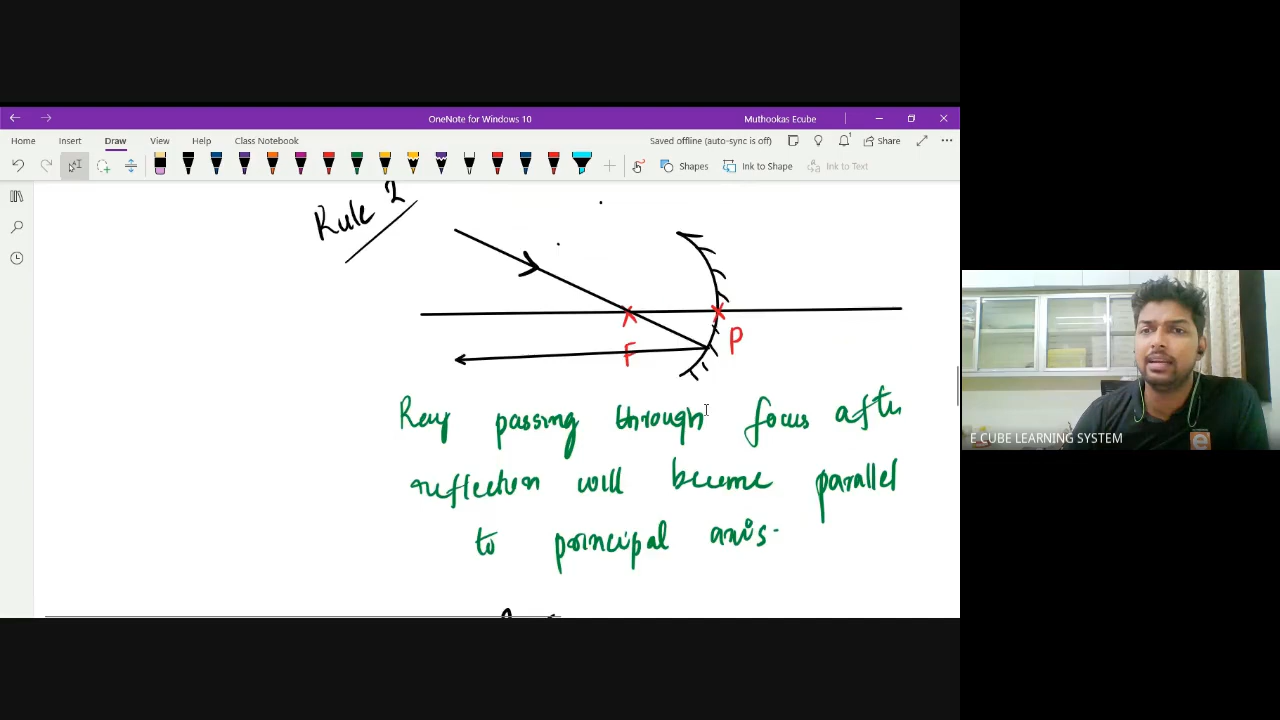 OneNote for Windows 10
Muthookas Ecube
Home Insert Draw View Help Class Notebook
Saved offline (auto-sync is off)
Share
Shapes
Ink to Shape
Ink to Text
Rule 2
F
P
Ray passing through focus after
reflection will become parallel
to principal axis.
E CUBE LEARNING SYSTEM
e